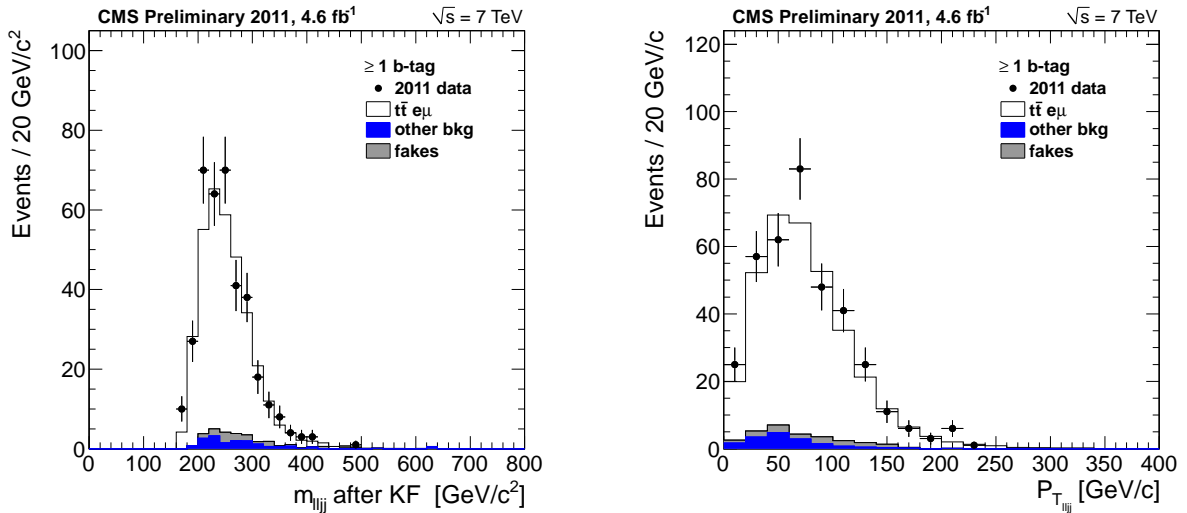 CMS Preliminary 2011, 4.6 fb⁻¹ √s = 7 TeV
Events / 20 GeV/c²
100
80
60
40
20
0
≥ 1 b-tag
2011 data
tt̄ eμ
other bkg
fakes
0 100 200 300 400 500 600 700 800
m_lljj after KF [GeV/c²]
CMS Preliminary 2011, 4.6 fb⁻¹ √s = 7 TeV
Events / 20 GeV/c
120
100
80
60
40
20
0
≥ 1 b-tag
2011 data
tt̄ eμ
other bkg
fakes
0 50 100 150 200 250 300 350 400
P_T_lljj [GeV/c]